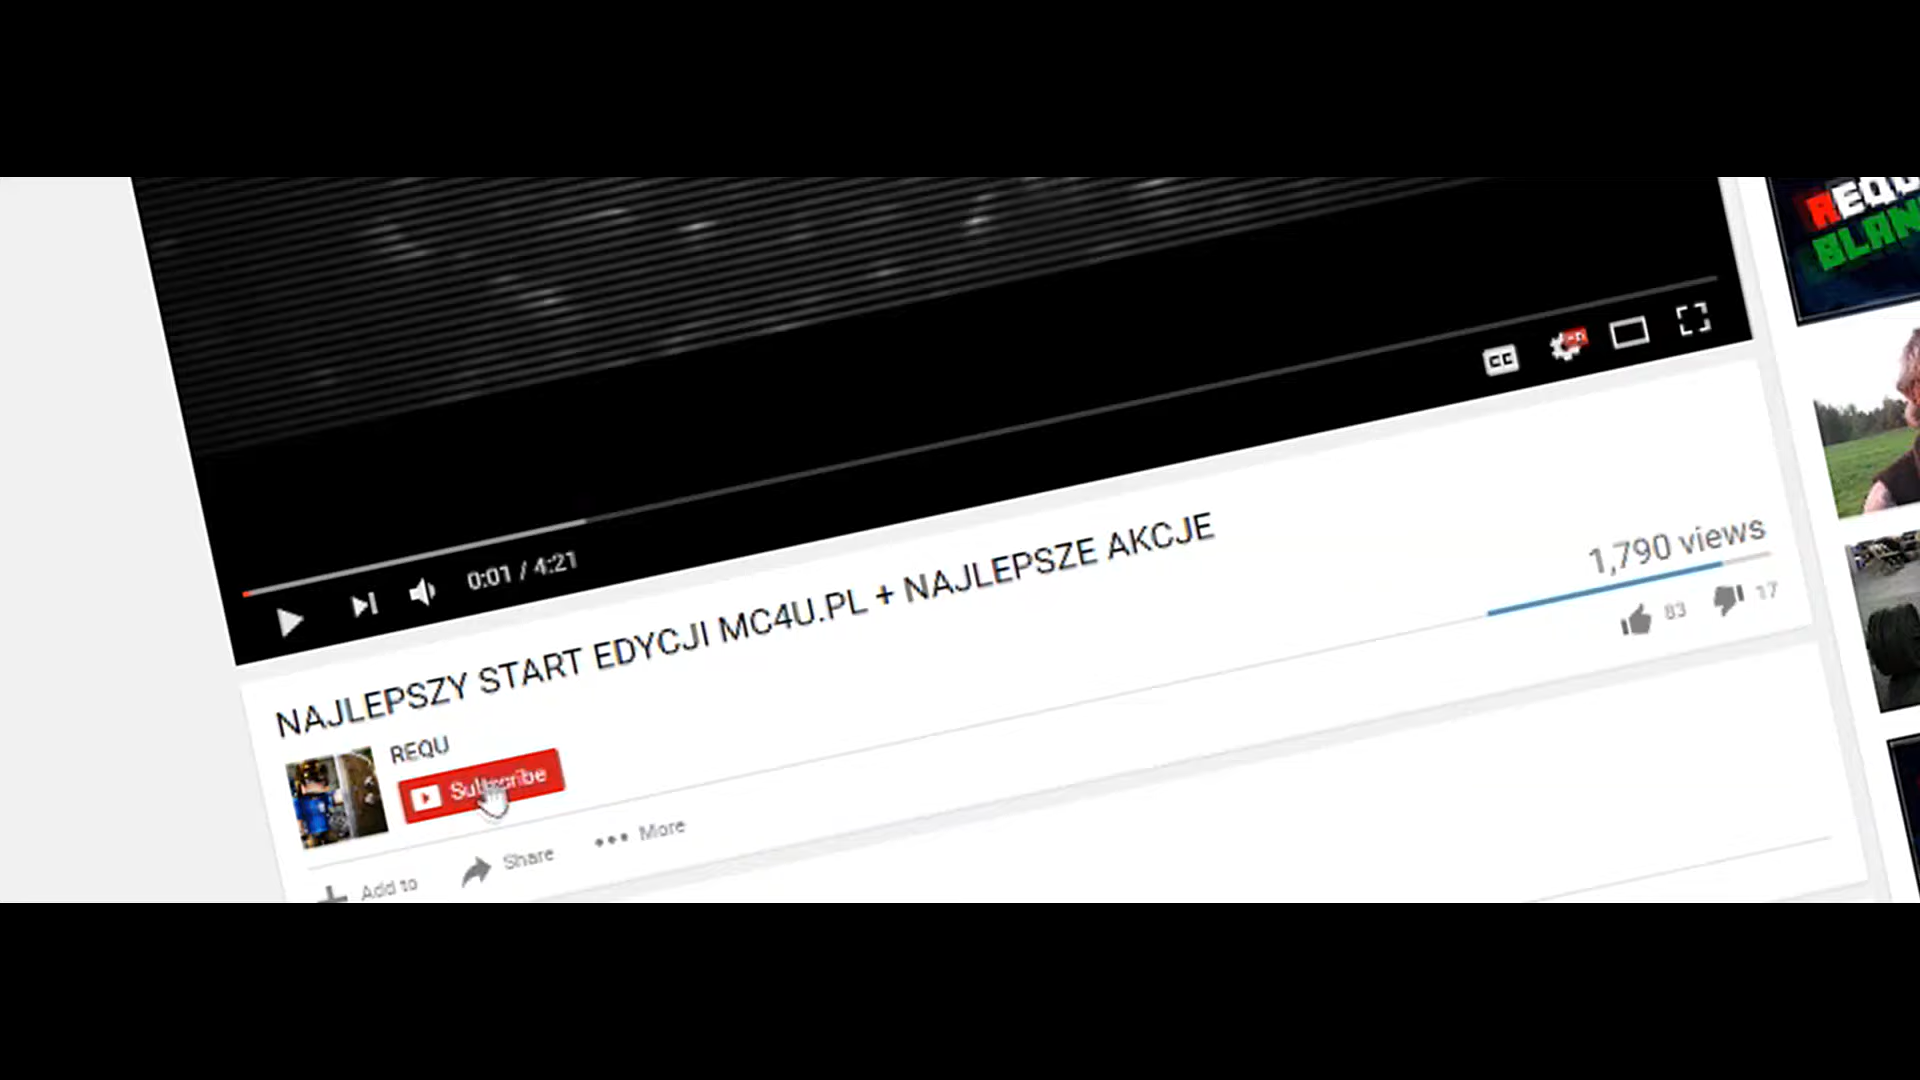 CC
0:01 / 4:21
NAJLEPSZY START EDYCJI MC4U.PL + NAJLEPSZE AKCJE
1,790 views
83 17
REQU
Subscribe
Add to Share More